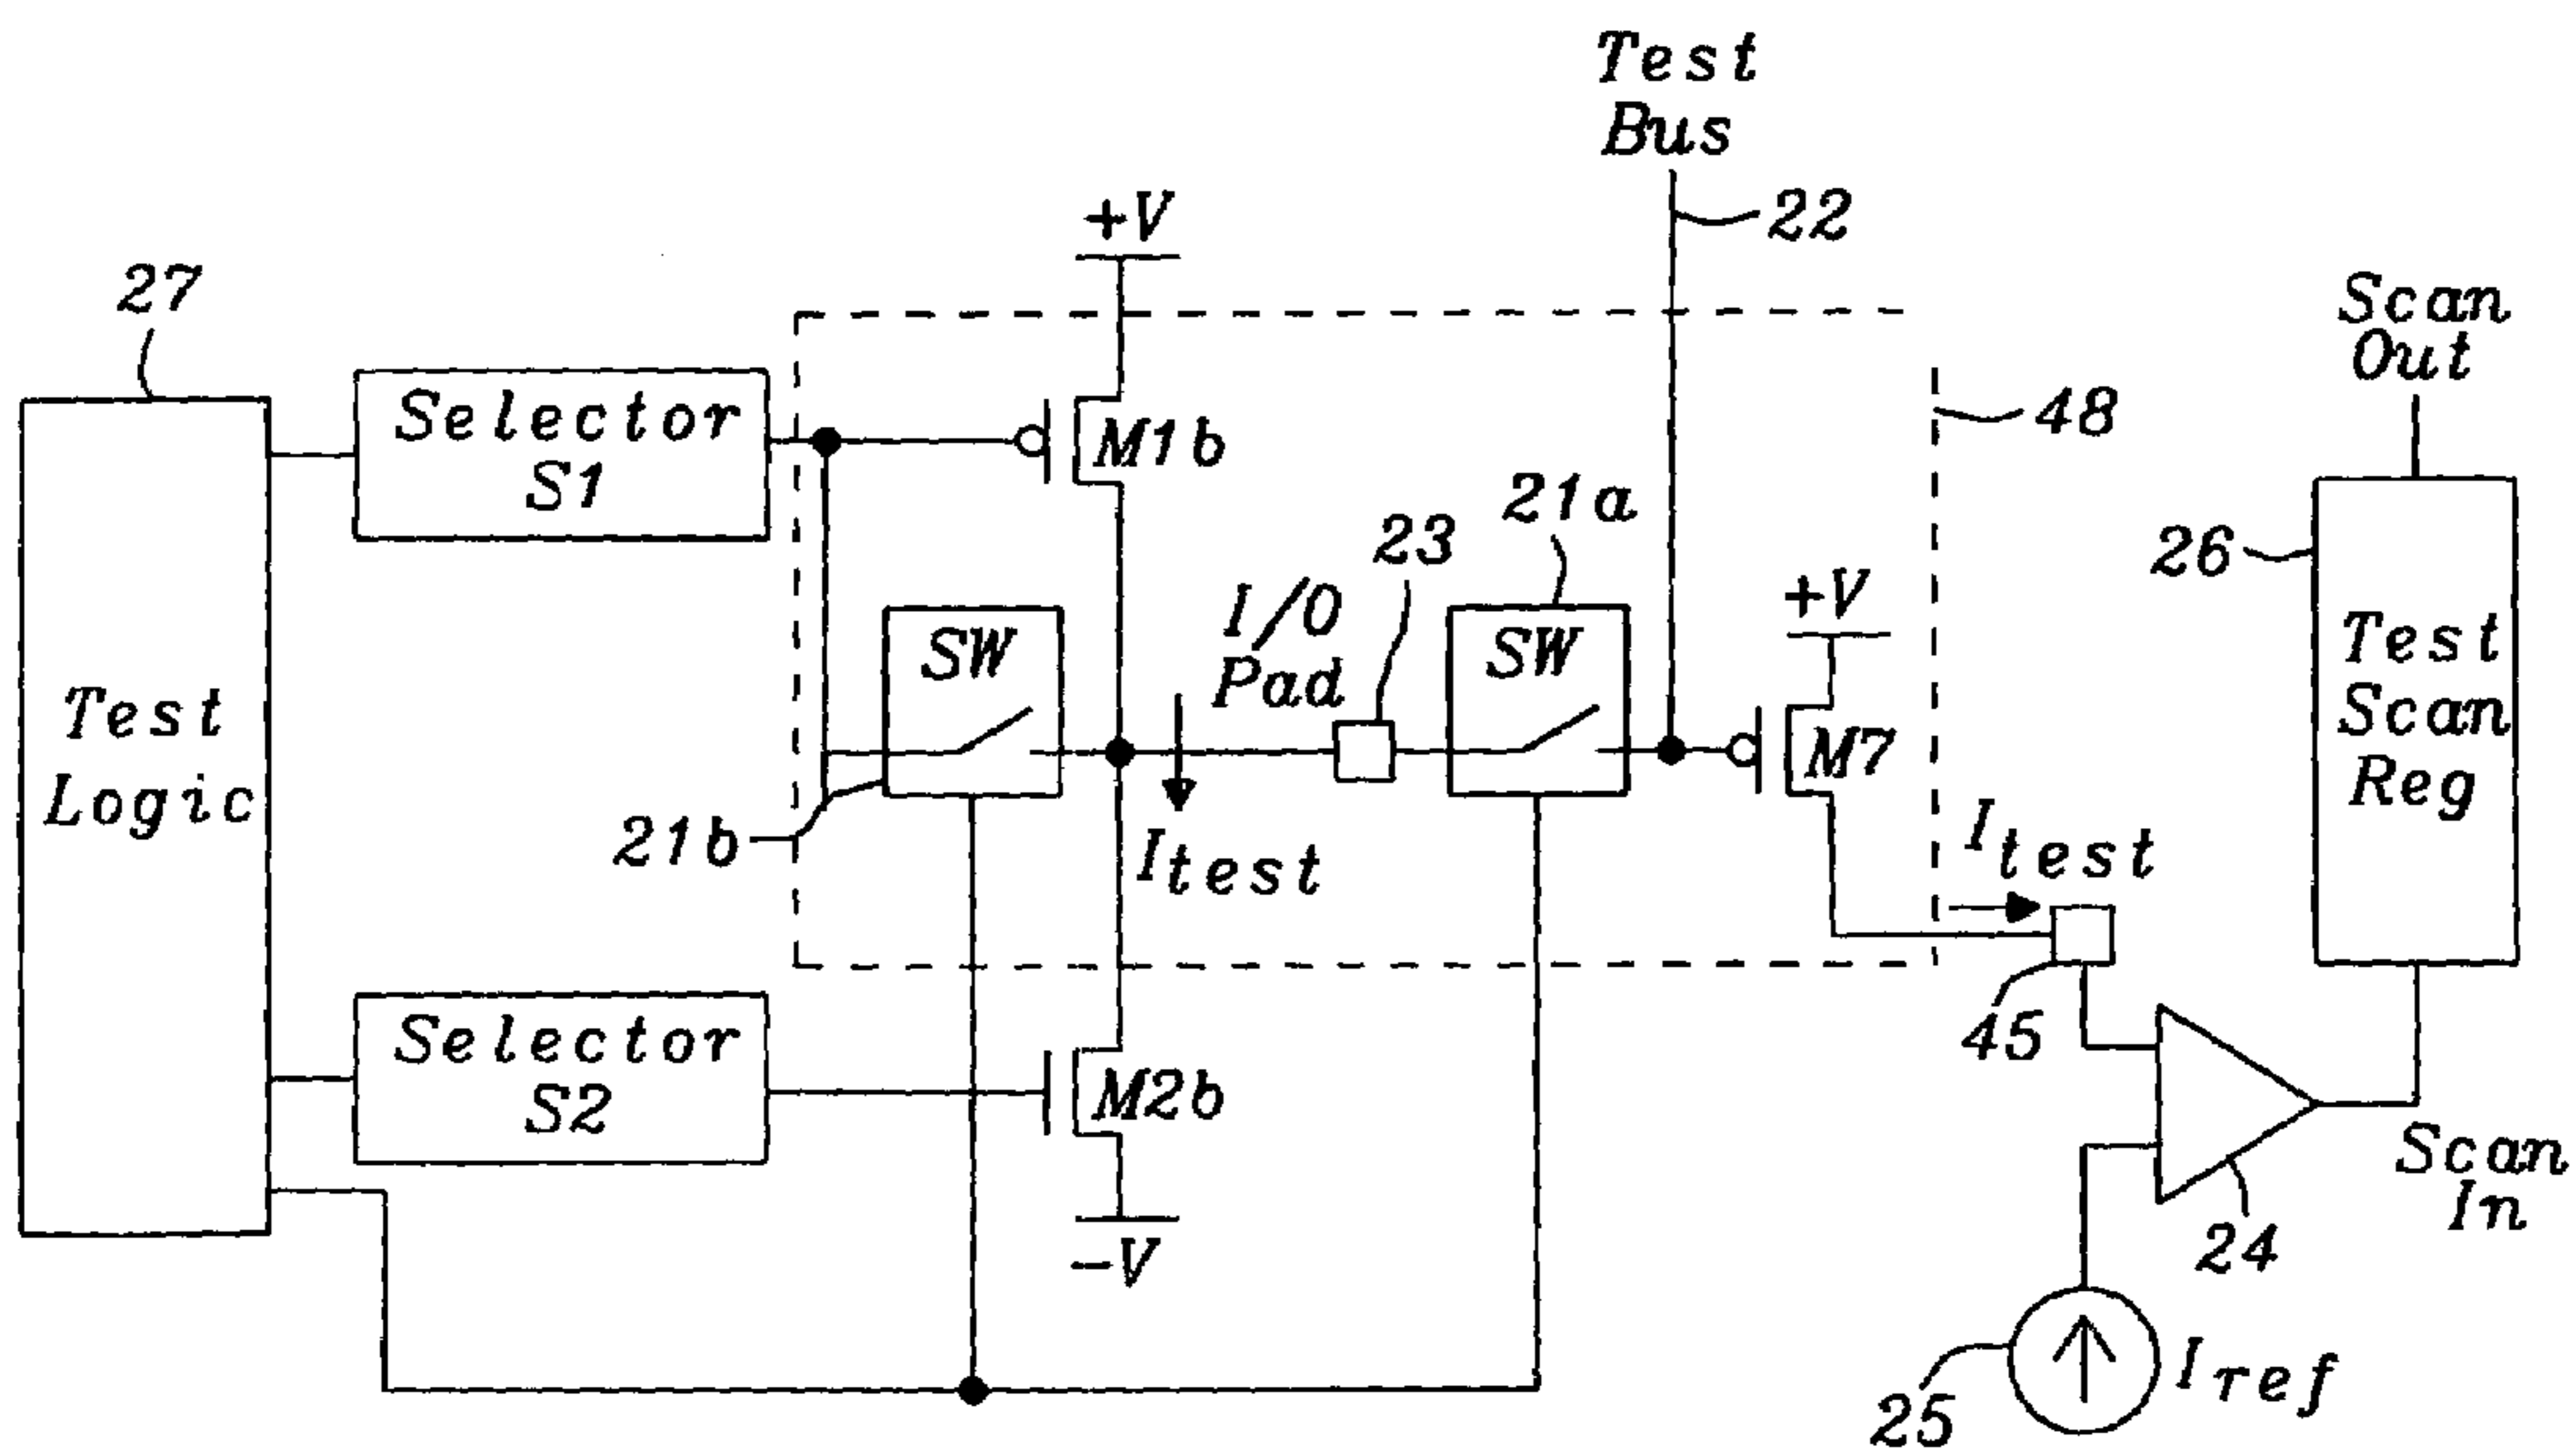 Test
Bus
+V
22
27
Scan
Out
Selector
S1
M1b
48
21a
23
26
I/O
Pad
SW
SW
+V
Test
Logic
Test
Scan
Reg
M7
21b
Itest
Itest
Selector
S2
M2b
45
Scan
In
24
-V
25
Iref